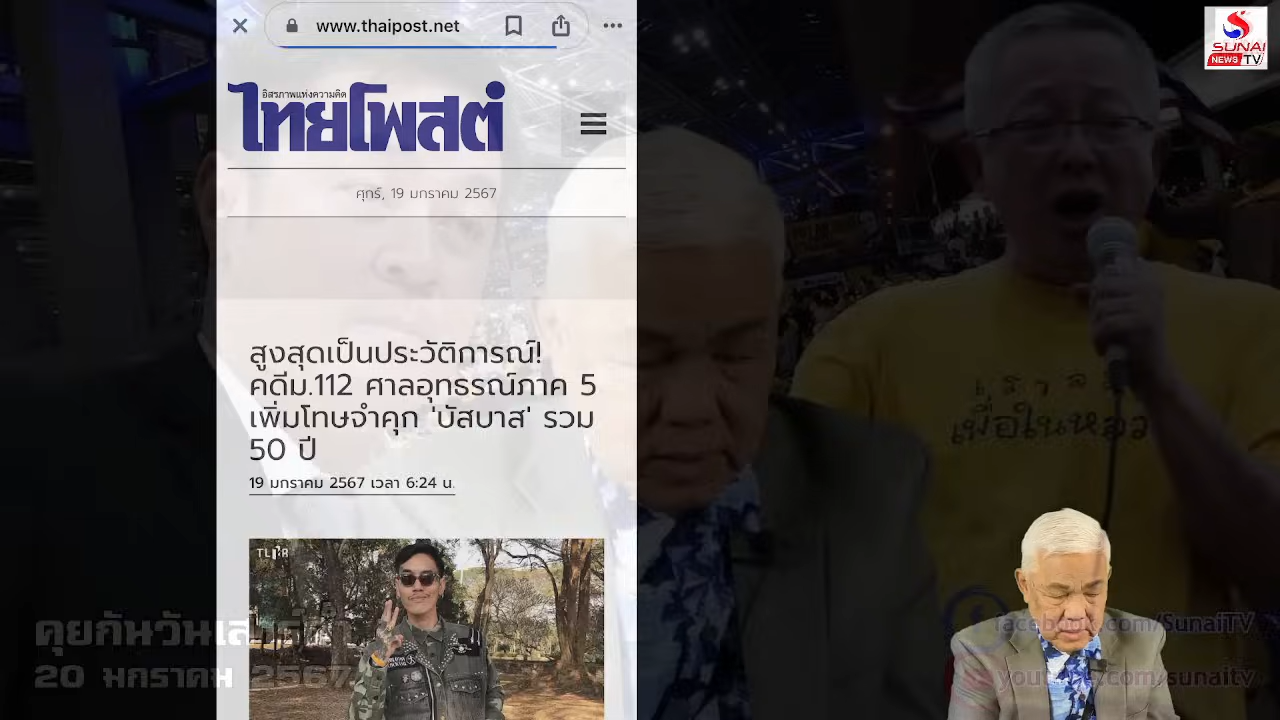 www.thaipost.net
อิสรภาพแห่งความคิด
ไทยโพสต์
ศุกร์, 19 มกราคม 2567
สูงสุดเป็นประวัติการณ์!
คดีม.112 ศาลอุทธรณ์ภาค 5
เพิ่มโทษจำคุก 'บัสบาส' รวม
50 ปี
19 มกราคม 2567 เวลา 6:24 น.
SUNAI
NEWS TV
เพื่อในหลวง
facebook.com/SunaiTV
youtube.com/sunaitv
คุยกันวันเสาร์
20 มกราคม 2567